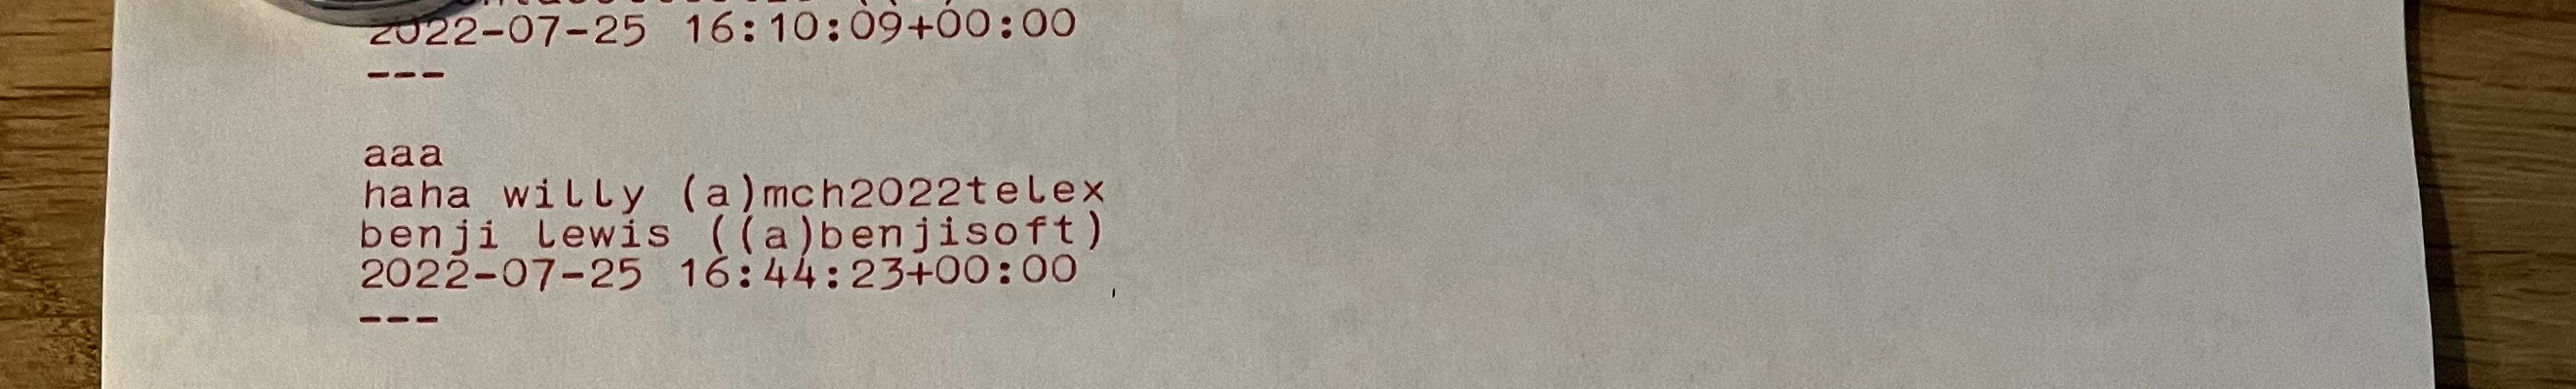 2022-07-25 16:10:09+00:00
---
aaa
haha willy (a)mch2022telex
benji lewis ((a)benjisoft)
2022-07-25 16:44:23+00:00
---